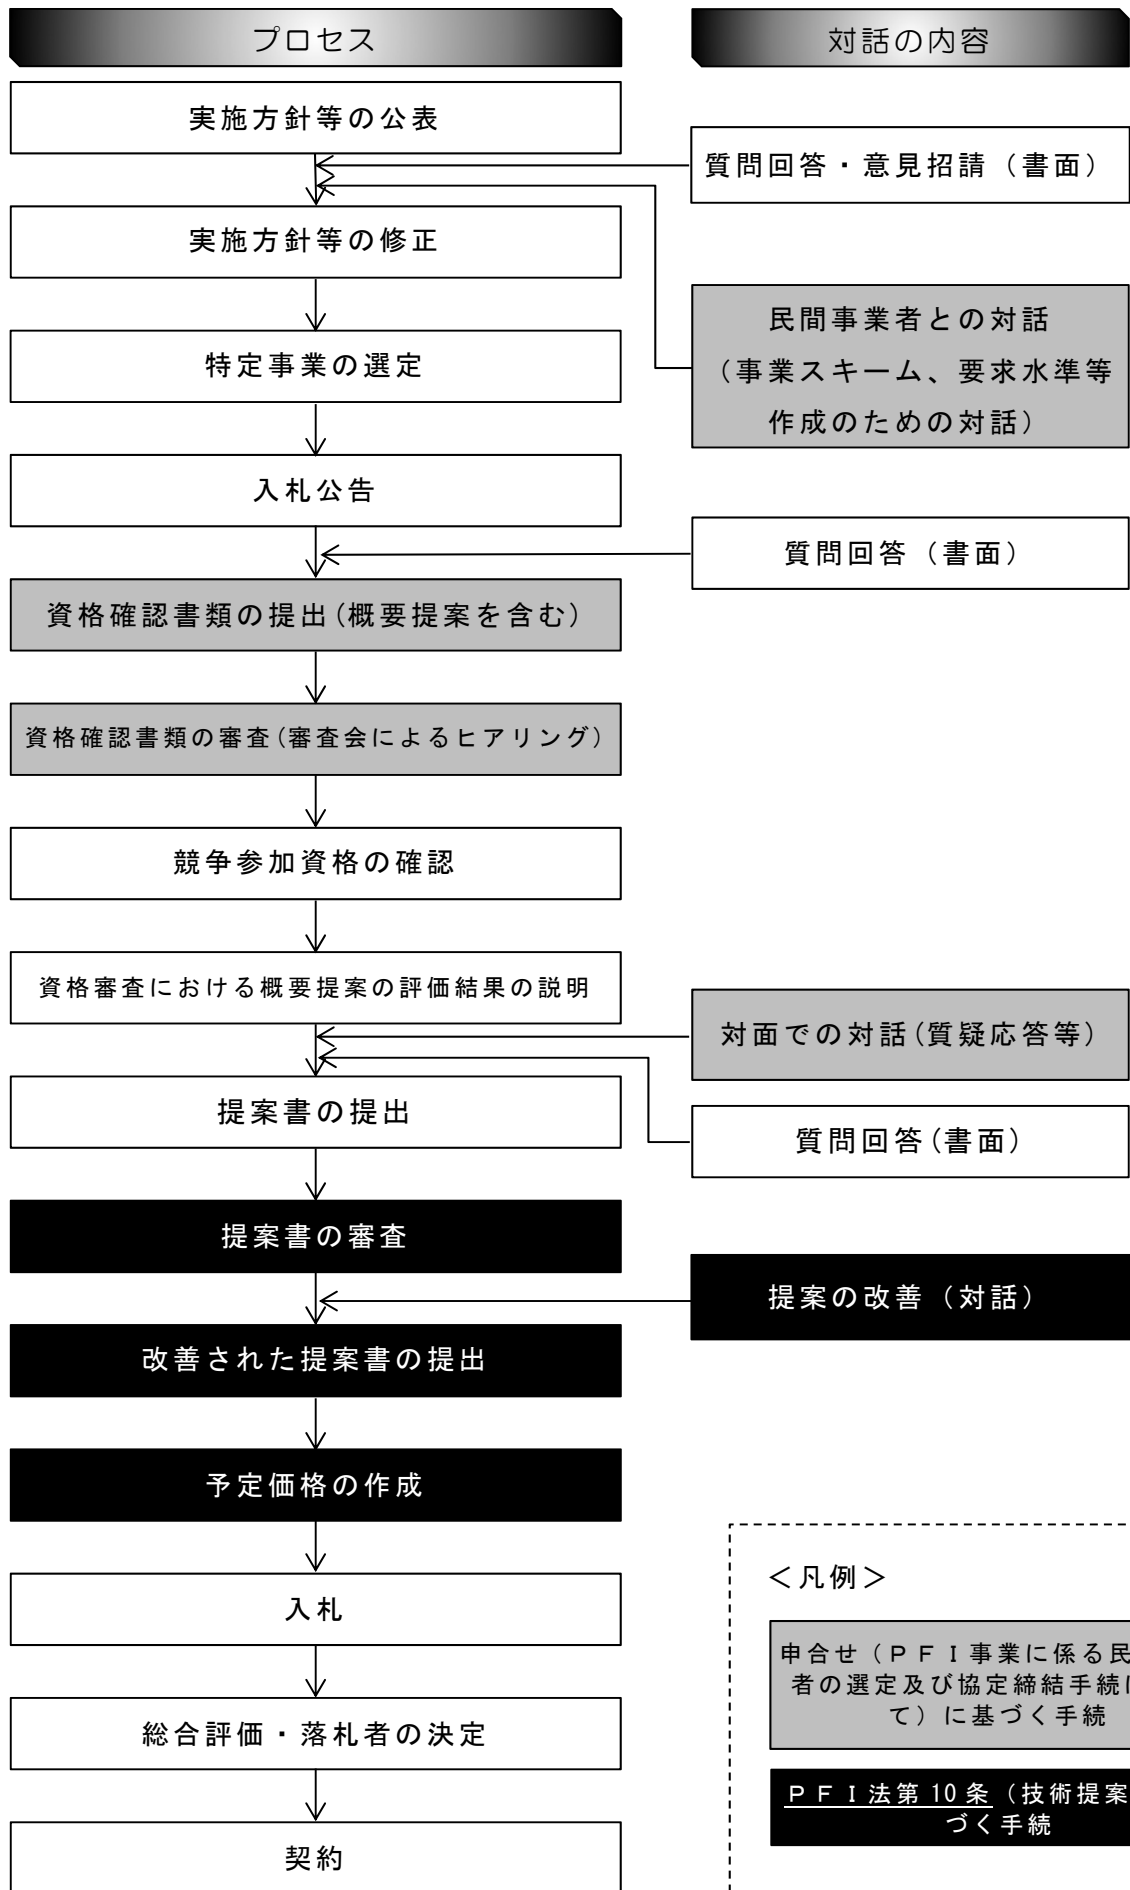 プロセス
対話の内容
実施方針等の公表
質問回答・意見招請（書面）
実施方針等の修正
民間事業者との対話
（事業スキーム、要求水準等
作成のための対話）
特定事業の選定
入札公告
質問回答（書面）
資格確認書類の提出（概要提案を含む）
資格確認書類の審査（審査会によるヒアリング）
競争参加資格の確認
資格審査における概要提案の評価結果の説明
対面での対話（質疑応答等）
提案書の提出
質問回答（書面）
提案書の審査
提案の改善（対話）
改善された提案書の提出
予定価格の作成
入札
総合評価・落札者の決定
契約
＜凡例＞
申合せ（ＰＦＩ事業に係る民
者の選定及び協定締結手続
て）に基づく手続
ＰＦＩ法第10条（技術提案
づく手続